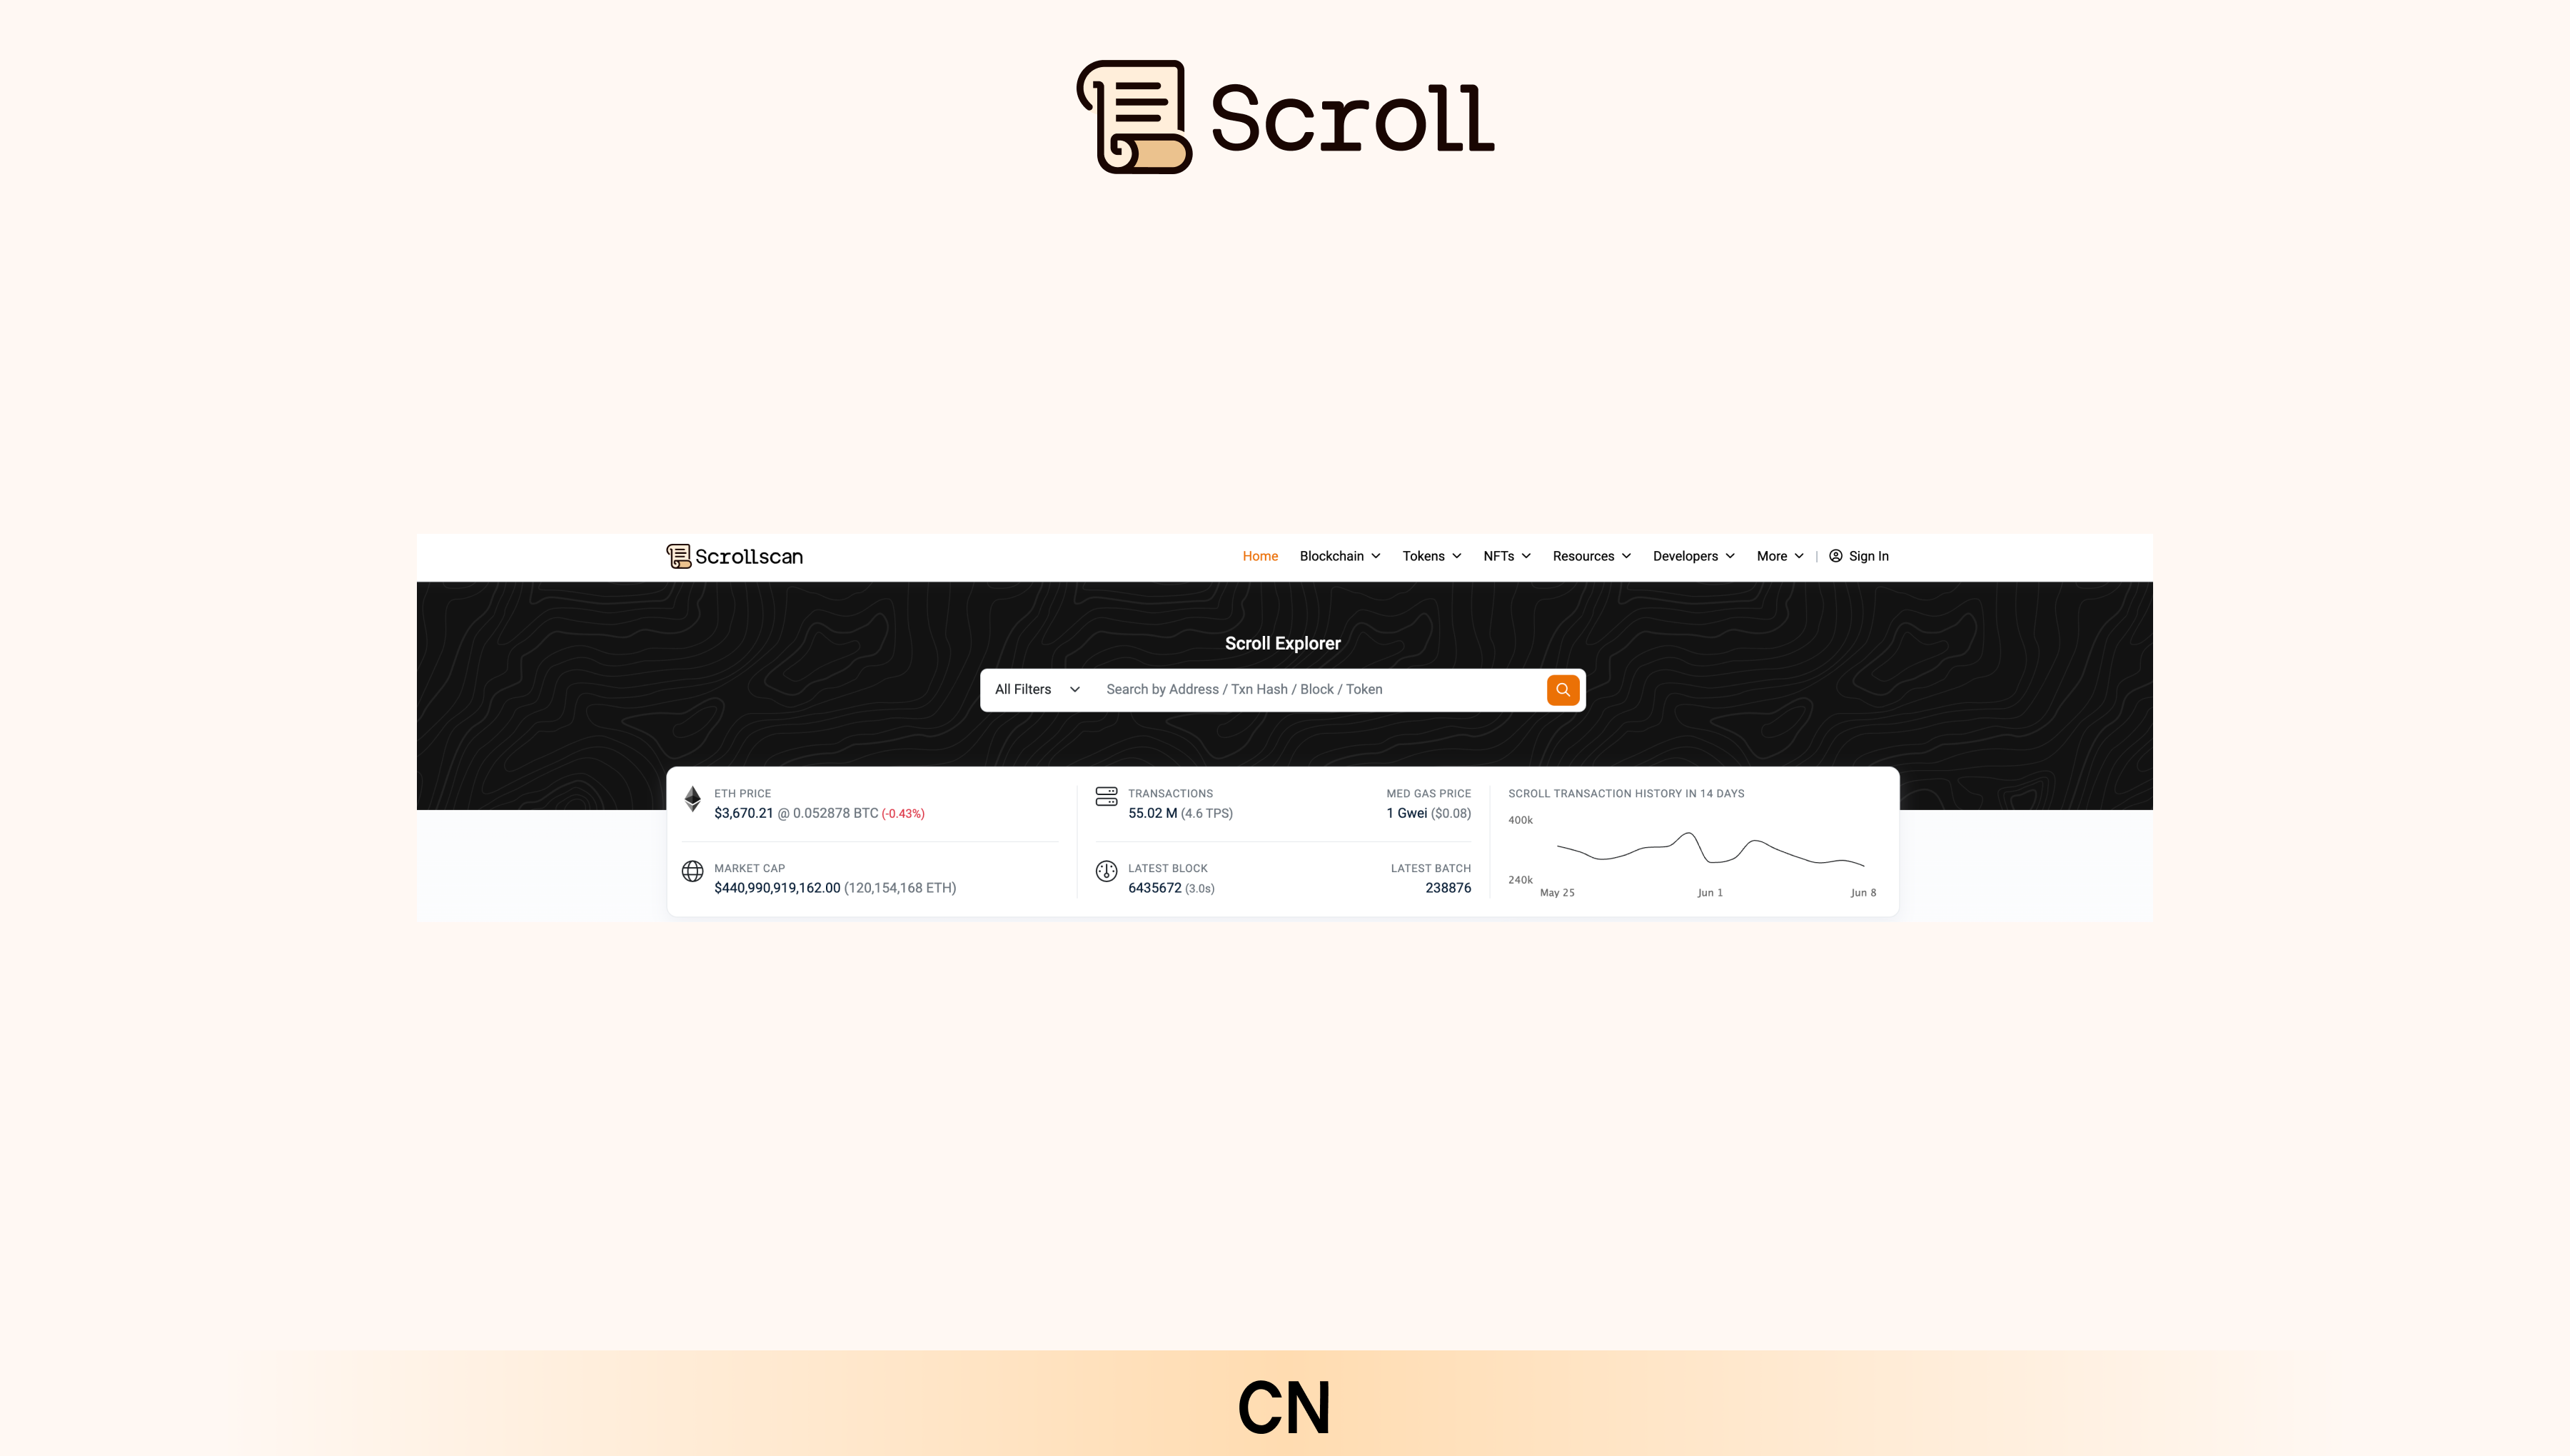 Scroll
Scrollscan
Home Blockchain Tokens NFTs Resources Developers More | Sign In
Scroll Explorer
All Filters Search by Address / Txn Hash / Block / Token
ETH PRICE
$3,670.21 @ 0.052878 BTC (-0.43%)
MARKET CAP
$440,990,919,162.00 (120,154,168 ETH)
TRANSACTIONS
55.02 M (4.6 TPS)
MED GAS PRICE
1 Gwei ($0.08)
LATEST BLOCK
6435672 (3.0s)
LATEST BATCH
238876
SCROLL TRANSACTION HISTORY IN 14 DAYS
400k
240k
May 25 Jun 1 Jun 8
CN